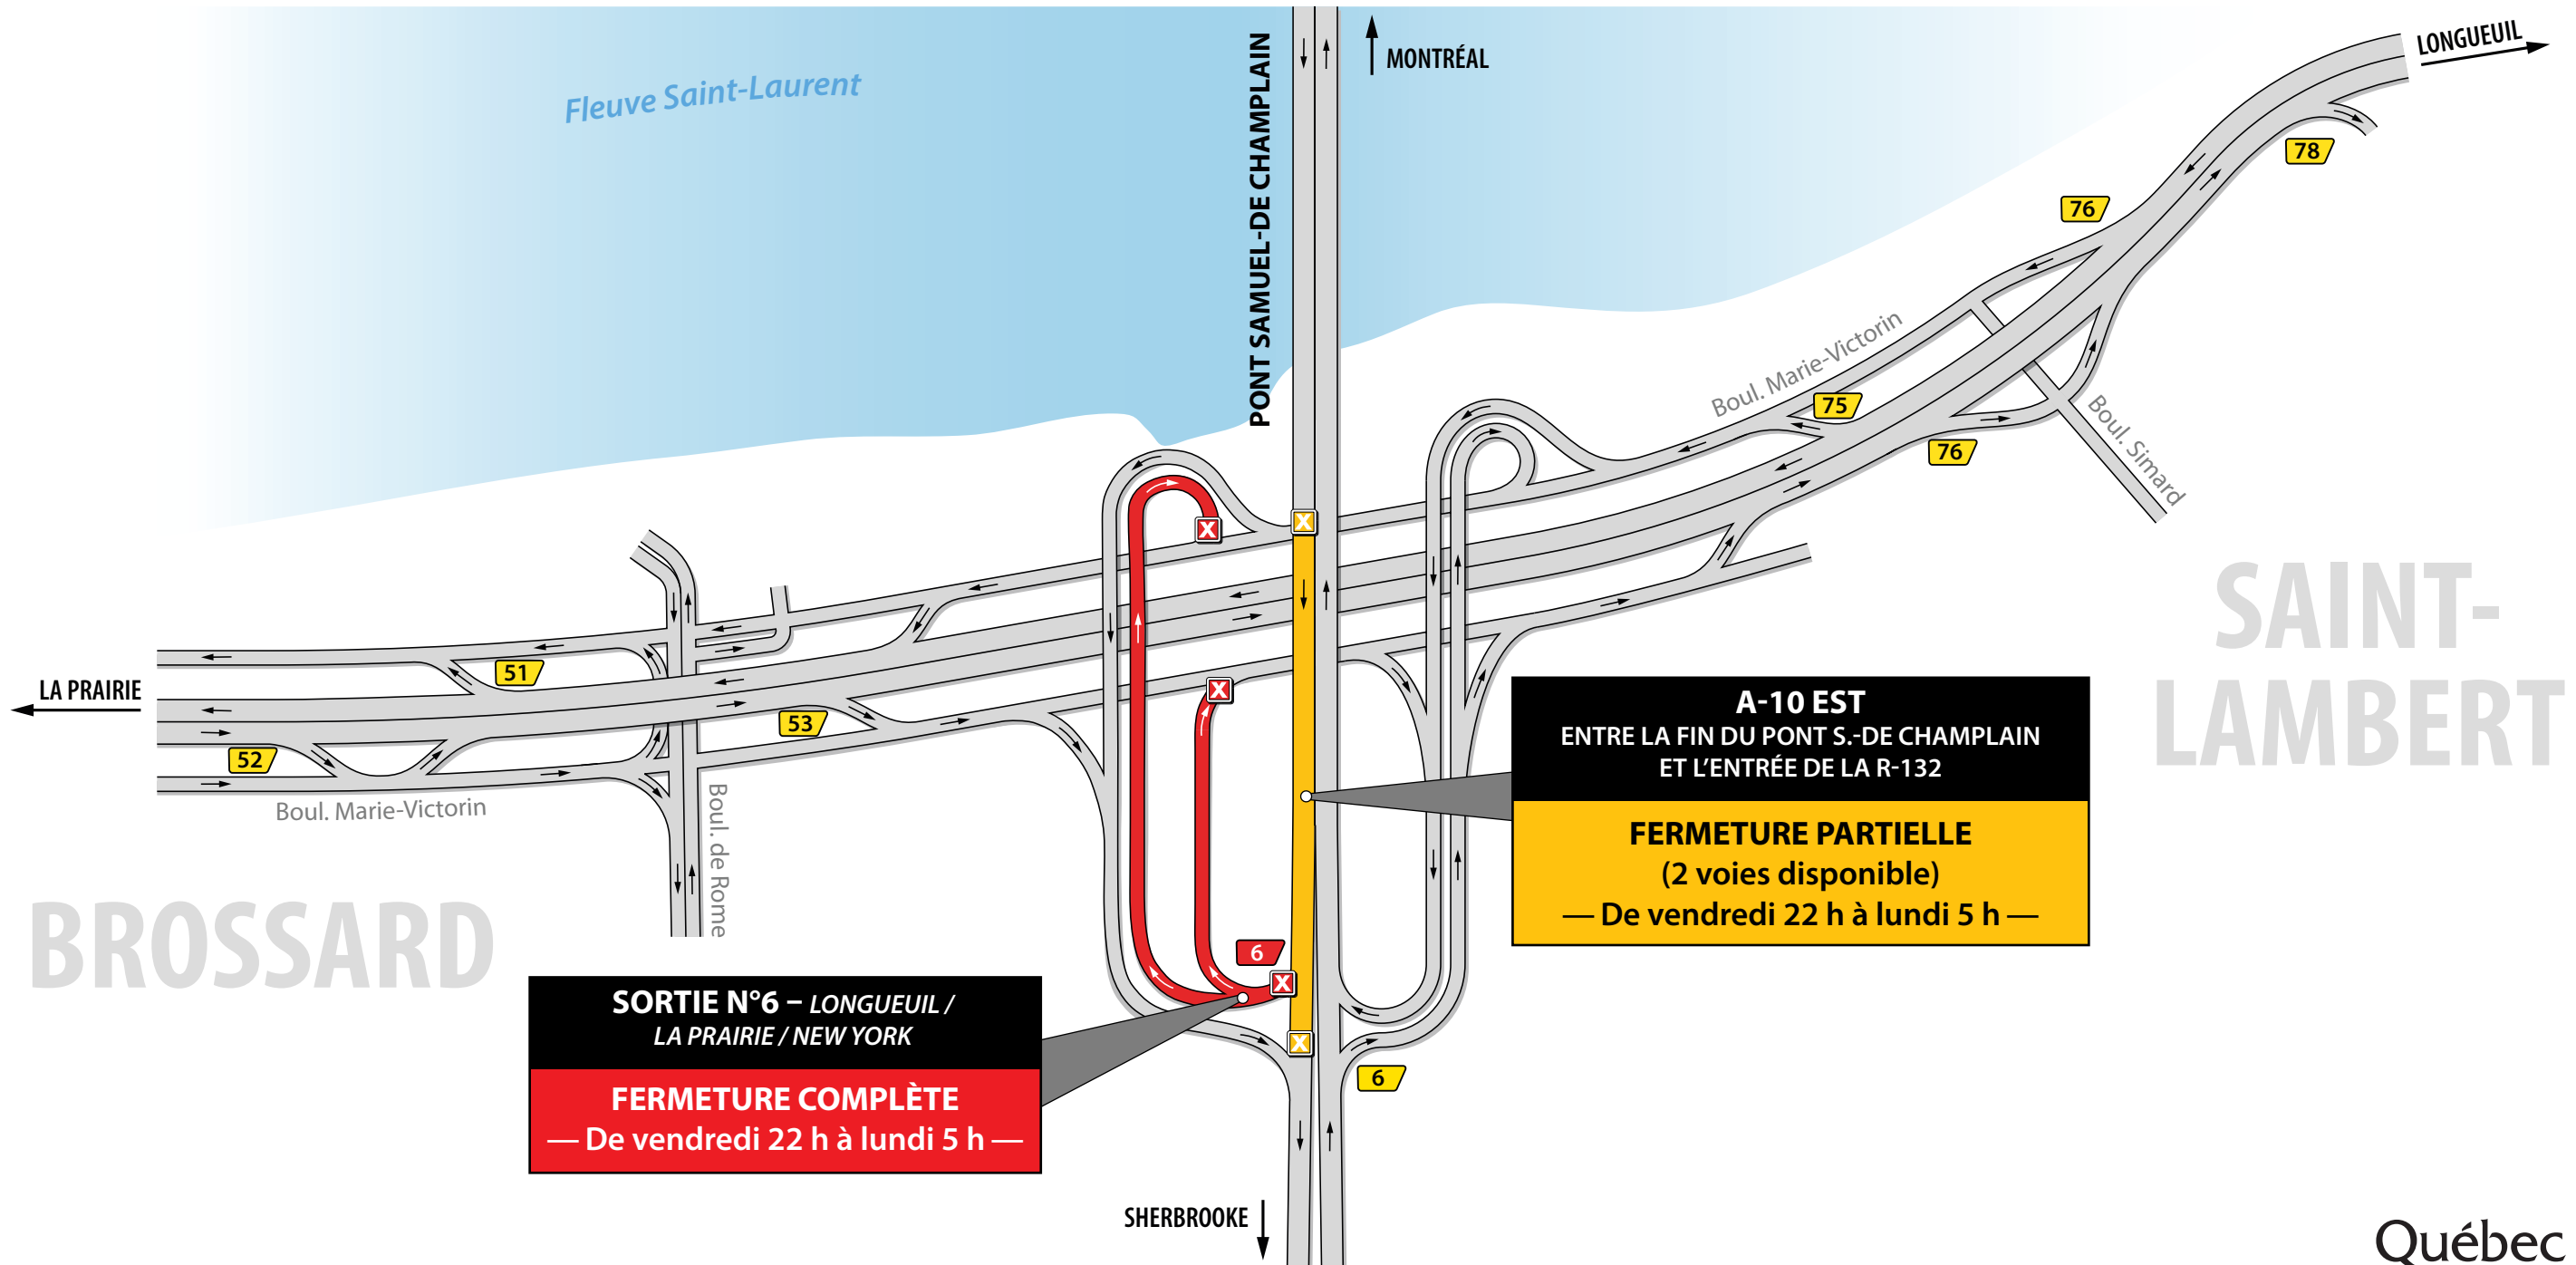 Fleuve Saint-Laurent
PONT SAMUEL-DE CHAMPLAIN
MONTRÉAL
LONGUEUIL
78
76
Boul. Marie-Victorin
75
76
Boul. Simard
SAINT-
LAMBERT
LA PRAIRIE
51
53
52
Boul. Marie-Victorin
Boul. de Rome
BROSSARD
A-10 EST
ENTRE LA FIN DU PONT S.-DE CHAMPLAIN
ET L'ENTRÉE DE LA R-132
FERMETURE PARTIELLE
(2 voies disponible)
— De vendredi 22 h à lundi 5 h —
6
SORTIE N°6 – LONGUEUIL /
LA PRAIRIE / NEW YORK
FERMETURE COMPLÈTE
— De vendredi 22 h à lundi 5 h —
6
SHERBROOKE
Québec